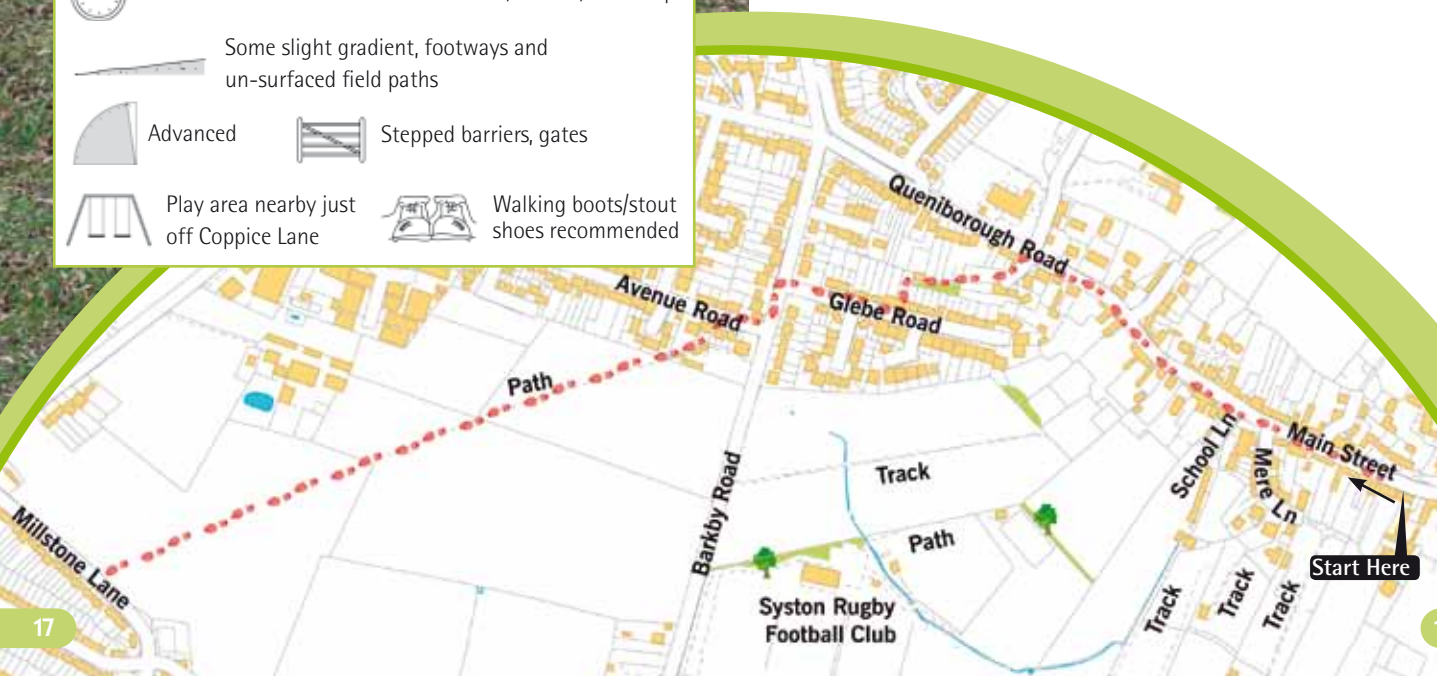 Some slight gradient, footways and
un-surfaced field paths
Advanced
Stepped barriers, gates
Play area nearby just
off Coppice Lane
Walking boots/stout
shoes recommended
Queniborough Road
Avenue Road
Glebe Road
Path
Main Street
School Ln
Mere Ln
Barkby Road
Track
Path
Millstone Lane
Start Here
Syston Rugby
Football Club
Track
Track
Track
17